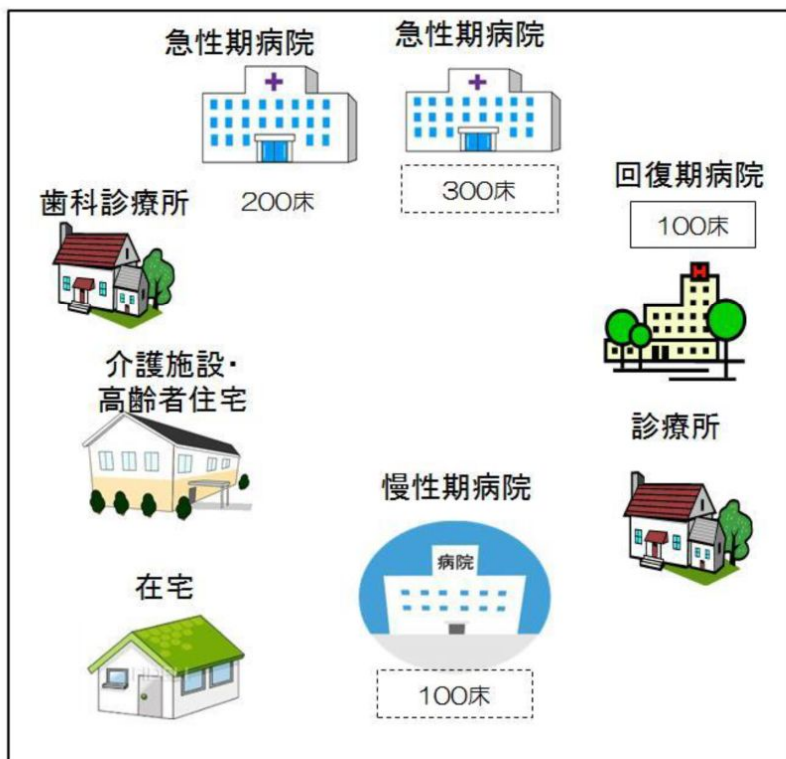 急性期病院
急性期病院
200床
300床
回復期病院
100床
歯科診療所
介護施設・
高齢者住宅
診療所
慢性期病院
病院
100床
在宅